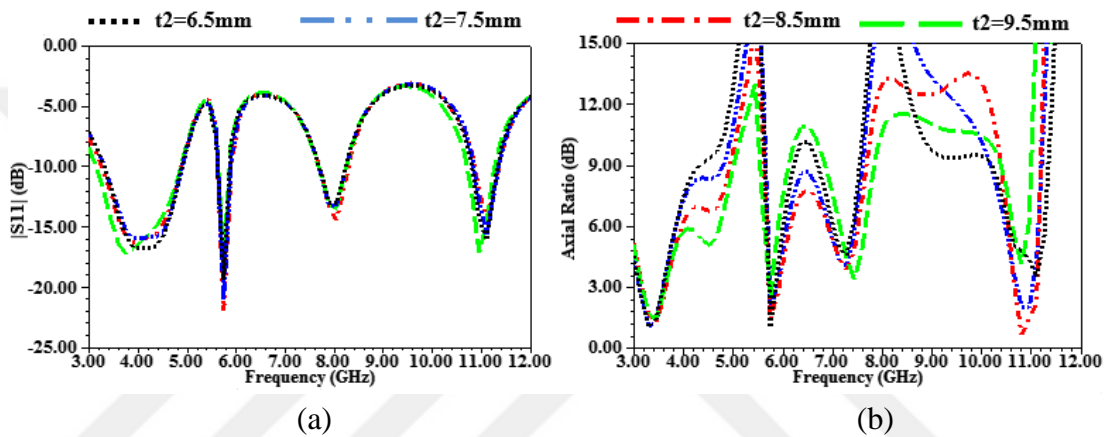 t2=6.5mm t2=7.5mm t2=8.5mm t2=9.5mm
0.00
-5.00
-10.00
-15.00
-20.00
-25.00
|S11| (dB)
3.00 4.00 5.00 6.00 7.00 8.00 9.00 10.00 11.00 12.00
Frequency (GHz)
(a)
15.00
12.00
9.00
6.00
3.00
0.00
Axial Ratio (dB)
3.00 4.00 5.00 6.00 7.00 8.00 9.00 10.00 11.00 12.00
Frequency (GHz)
(b)